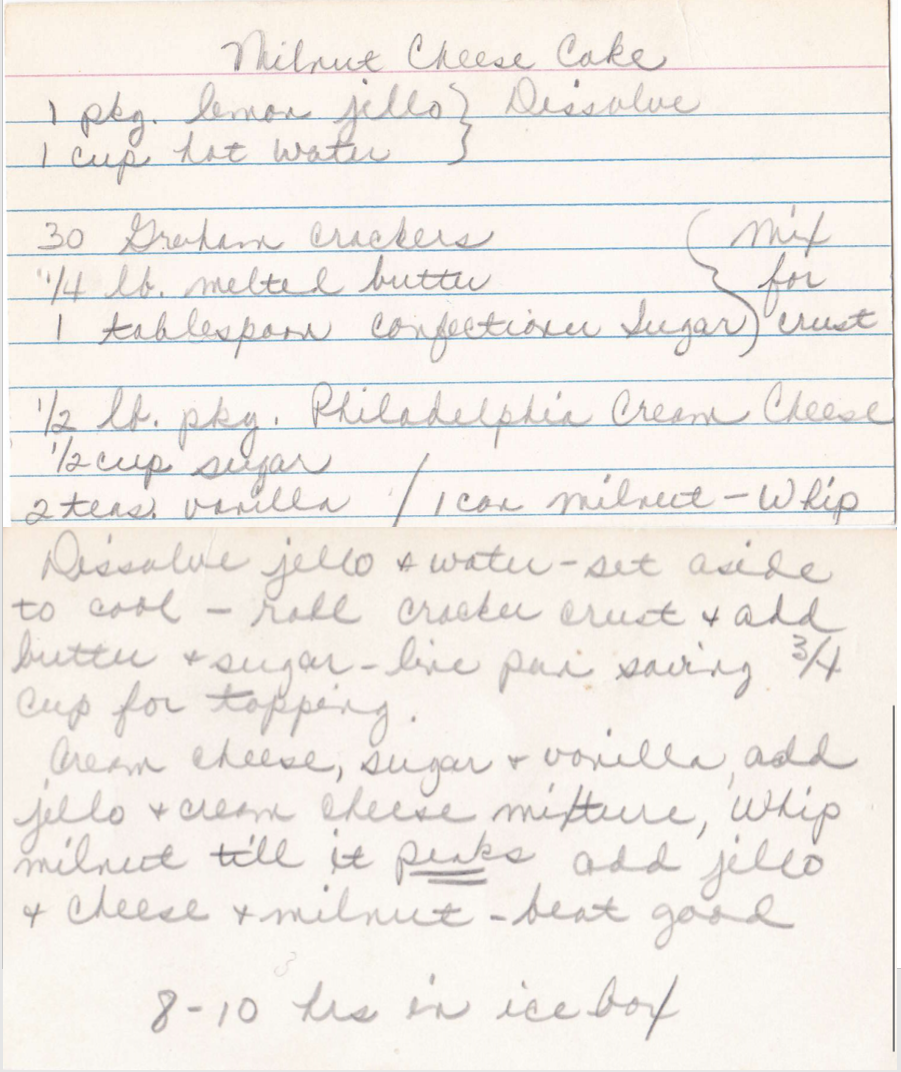 Milnut Cheese Cake
1 pkg. lemon jello } Dissolve
1 cup hot water
30 Graham crackers ( Mix
1/4 lb. melted butter } for
1 tablespoon confectioner Sugar ) crust
1/2 lb. pkg. Philadelphia Cream Cheese
1/2 cup sugar
2 teas. vanilla / 1 can milnut - Whip
Dissolve jello + water - set aside
to cool - roll cracker crust + add
butter + sugar - line pan saving 3/4
cup for topping.
Cream cheese, sugar + vanilla, add
jello + cream cheese mixture, Whip
milnut till it peaks add jello
+ cheese + milnut - beat good
8-10 hrs in ice box